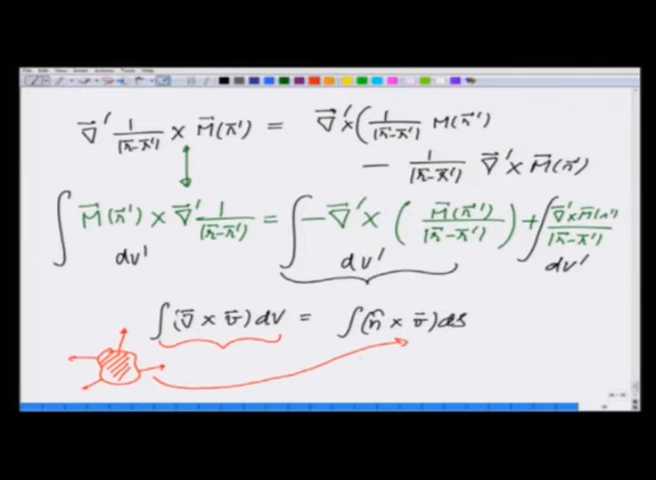 ∇⃗′ 1/|r⃗-r⃗′| × M⃗(r⃗′) = ∇⃗′×( 1/|r⃗-r⃗′| M(r⃗′)
− 1/|r⃗-r⃗′| ∇⃗′ × M⃗(r⃗′)
∫ M⃗(r⃗′) × ∇⃗′ 1/|r⃗-r⃗′| dv′ = ∫ −∇⃗′ × ( M⃗(r⃗′)/|r⃗-r⃗′| ) dv′ + ∫ ∇⃗′×M⃗(r′)/|r⃗-r⃗′| dv′
∫(∇⃗ × v⃗) dV = ∫(n̂ × v⃗) ds